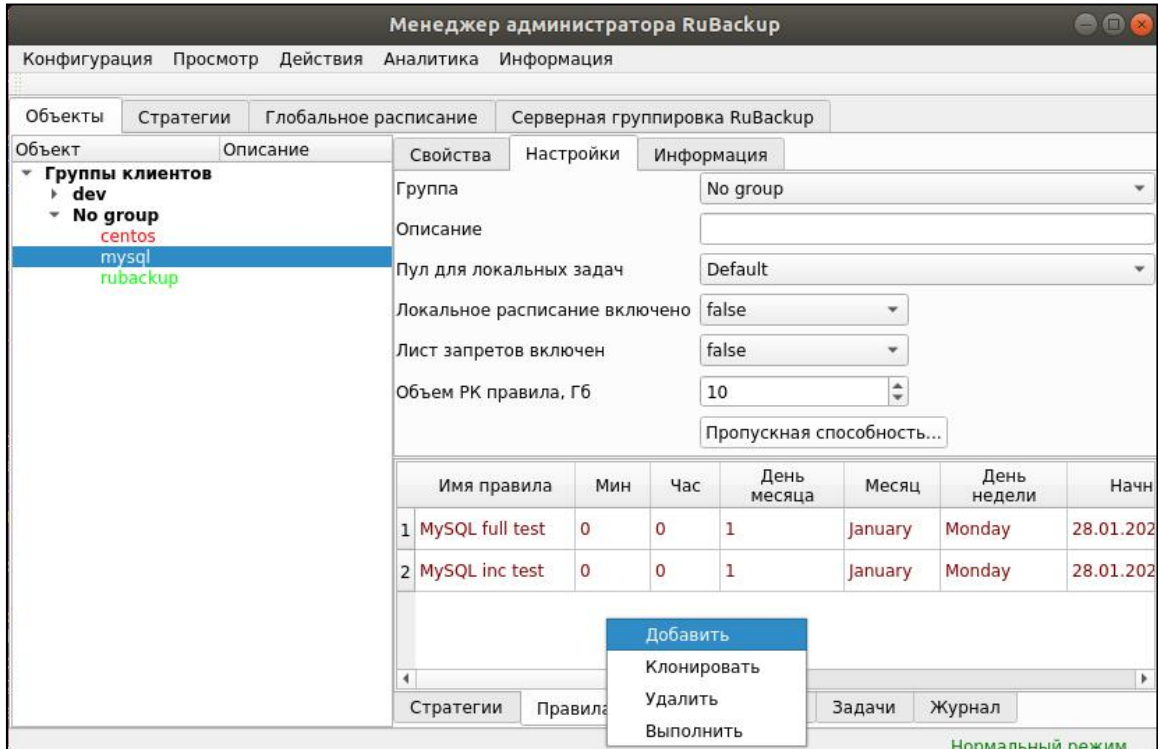 Менеджер администратора RuBackup
Конфигурация Просмотр Действия Аналитика Информация
Объекты Стратегии Глобальное расписание Серверная группировка RuBackup
Объект Описание
Группы клиентов
dev
No group
centos
mysql
rubackup
Свойства Настройки Информация
Группа No group
Описание
Пул для локальных задач Default
Локальное расписание включено false
Лист запретов включен false
Объем РК правила, Гб 10
Пропускная способность...
Имя правила Мин Час День месяца Месяц День недели Начн
1 MySQL full test 0 0 1 January Monday 28.01.202
2 MySQL inc test 0 0 1 January Monday 28.01.202
Добавить
Клонировать
Удалить
Выполнить
Стратегии Правила Задачи Журнал
Нормальный режим